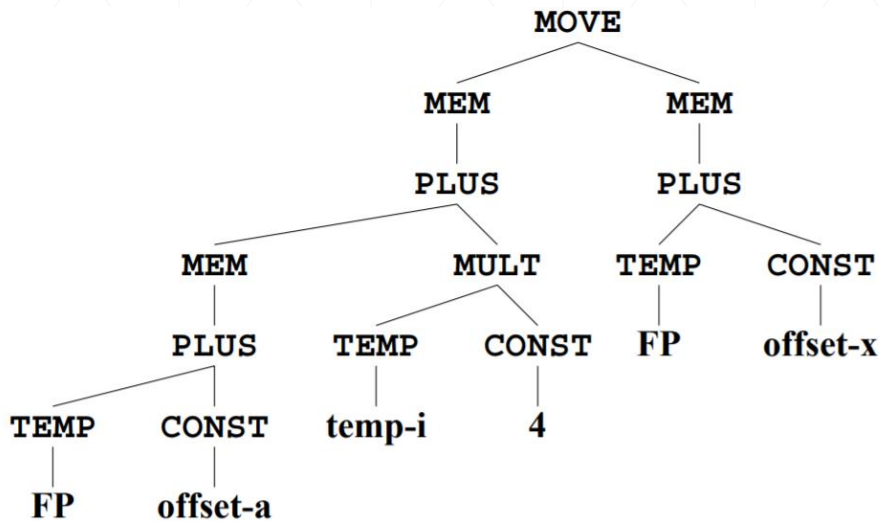 MOVE
MEM MEM
PLUS PLUS
MEM MULT TEMP CONST
PLUS TEMP CONST FP offset-x
TEMP CONST temp-i 4
FP offset-a